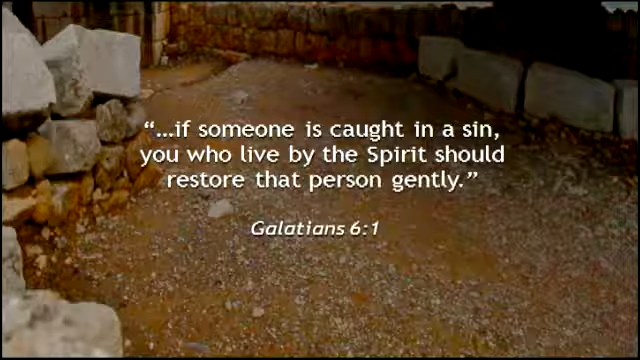 “...if someone is caught in a sin,
you who live by the Spirit should
restore that person gently.”
Galatians 6:1